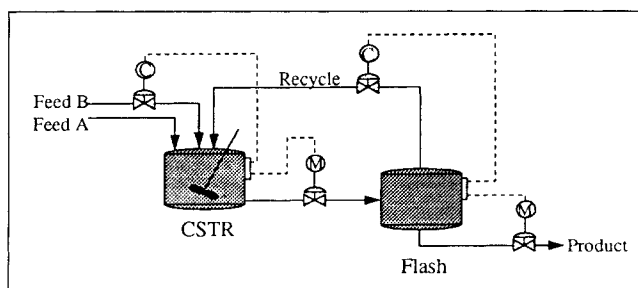 C
C
Recycle
Feed B
Feed A
M
M
CSTR
Product
Flash